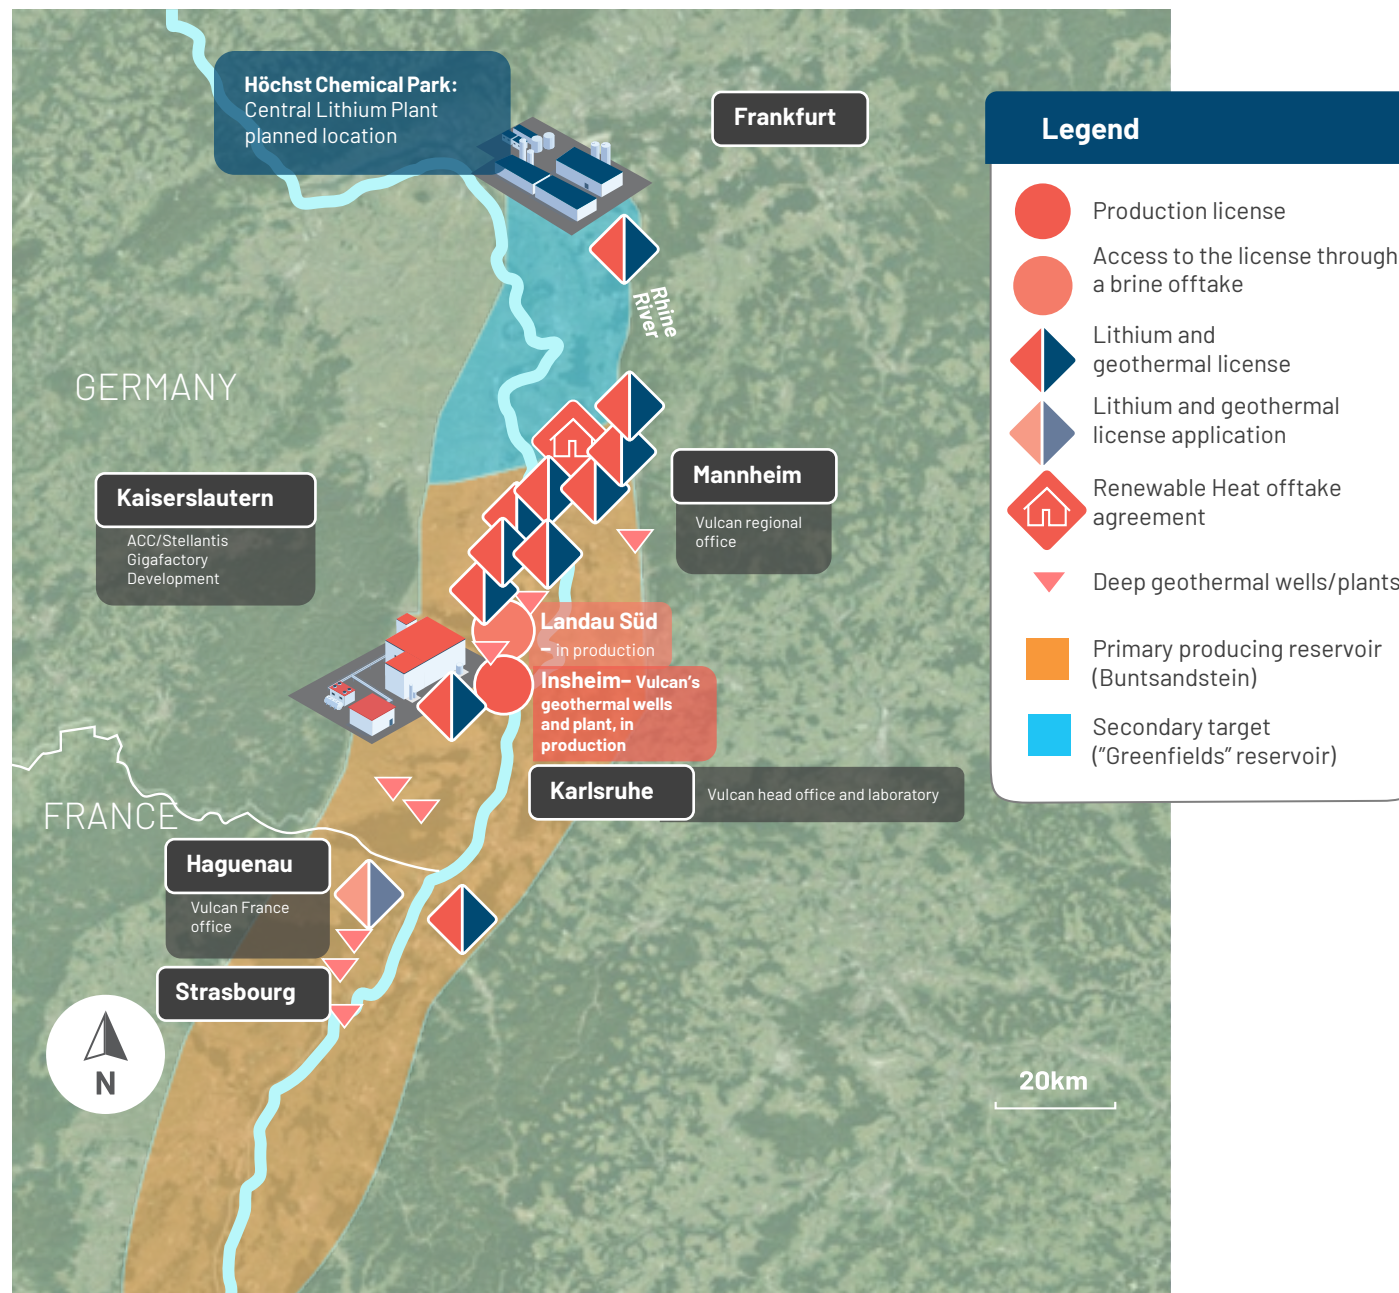 Höchst Chemical Park:
Central Lithium Plant
planned location
Frankfurt
Rhine
River
GERMANY
Kaiserslautern
ACC/Stellantis
Gigafactory
Development
Mannheim
Vulcan regional
office
Landau Süd
– in production
Insheim– Vulcan's
geothermal wells
and plant, in
production
Karlsruhe
Vulcan head office and laboratory
FRANCE
Haguenau
Vulcan France
office
Strasbourg
N
20km
Legend
Production license
Access to the license through
a brine offtake
Lithium and
geothermal license
Lithium and geothermal
license application
Renewable Heat offtake
agreement
Deep geothermal wells/plants
Primary producing reservoir
(Buntsandstein)
Secondary target
("Greenfields" reservoir)